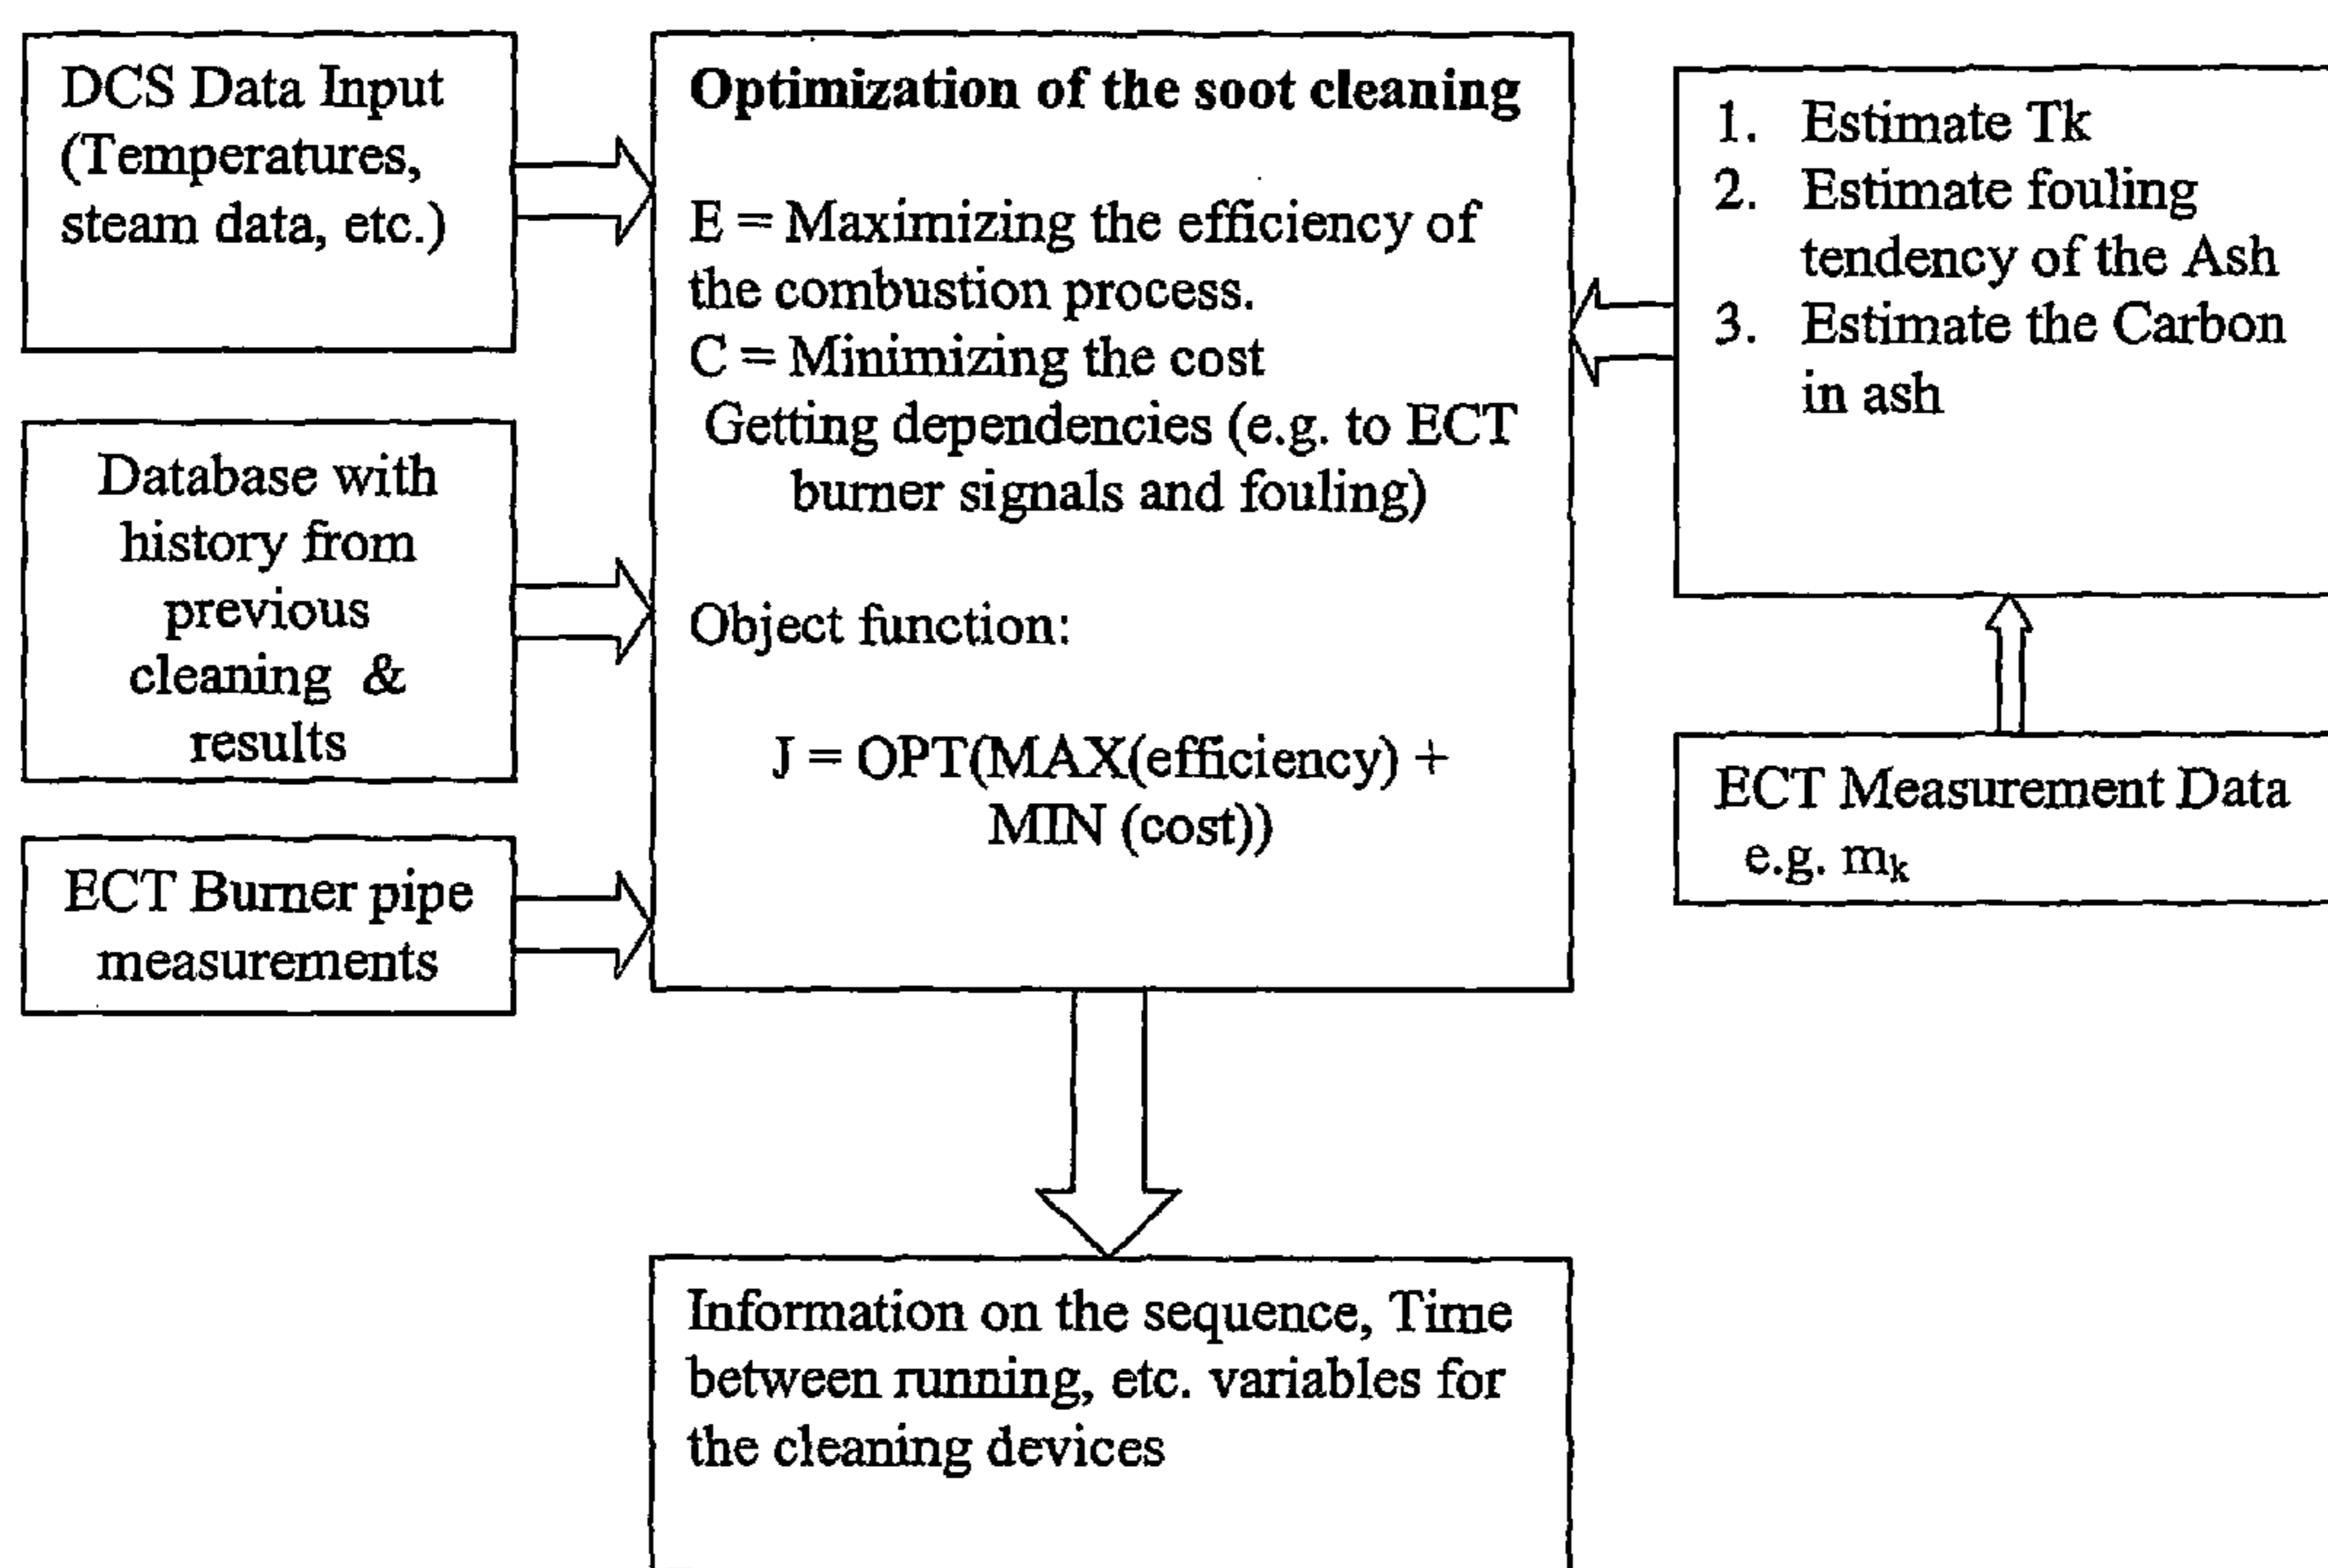 DCS Data Input
(Temperatures,
steam data, etc.)
Database with
history from
previous
cleaning &
results
ECT Burner pipe
measurements
Optimization of the soot cleaning
E = Maximizing the efficiency of
the combustion process.
C = Minimizing the cost
Getting dependencies (e.g. to ECT
burner signals and fouling)
Object function:
J = OPT(MAX(efficiency) +
MIN (cost))
1. Estimate Tk
2. Estimate fouling
tendency of the Ash
3. Estimate the Carbon
in ash
ECT Measurement Data
e.g. mk
Information on the sequence, Time
between running, etc. variables for
the cleaning devices